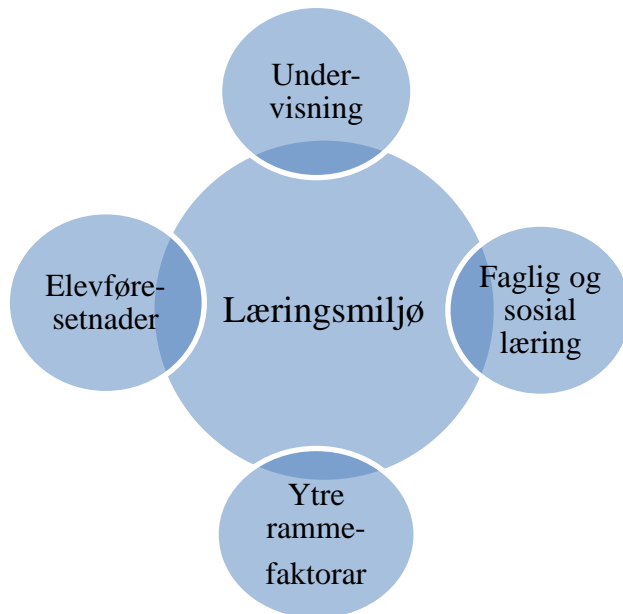 Under-
visning
Elevføre-
setnader
Læringsmiljø
Faglig og
sosial
læring
Ytre
ramme-
faktorar